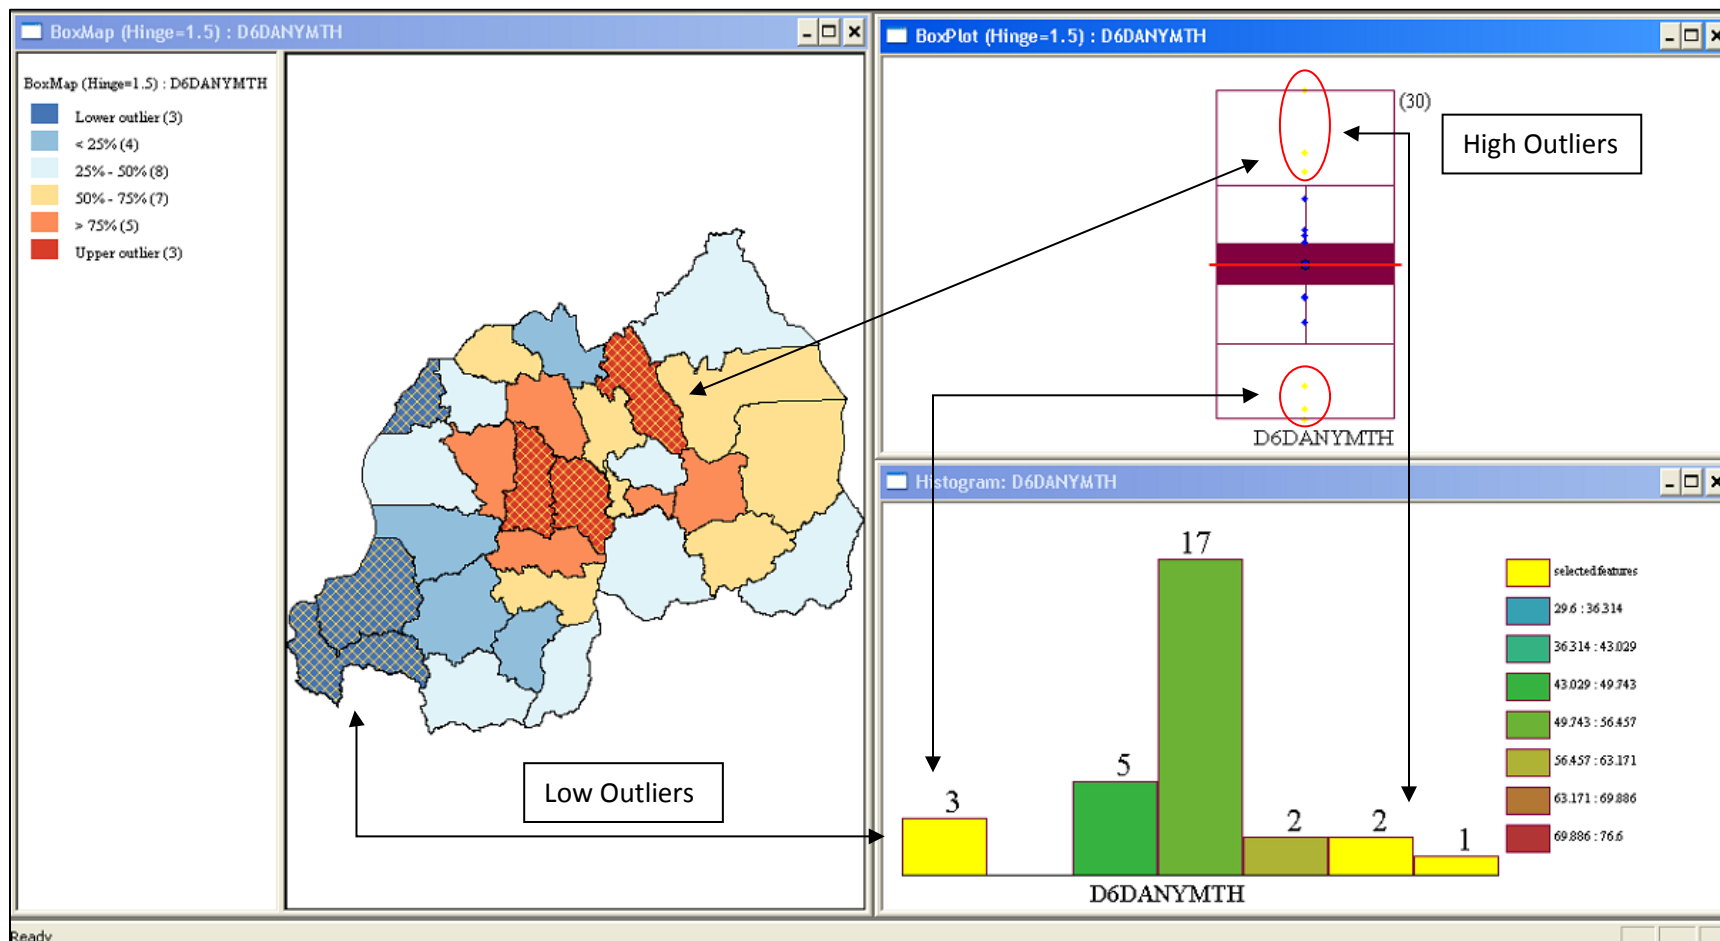 BoxMap (Hinge=1.5) : D6DANYMTH
BoxMap (Hinge=1.5) : D6DANYMTH
Lower outlier (3)
< 25% (4)
25% - 50% (8)
50% - 75% (7)
> 75% (5)
Upper outlier (3)
Low Outliers
BoxPlot (Hinge=1.5) : D6DANYMTH
(30)
High Outliers
D6DANYMTH
Histogram: D6DANYMTH
3
5
17
2
2
1
D6DANYMTH
selected features
29.6 : 36.314
36.314 : 43.029
43.029 : 49.743
49.743 : 56.457
56.457 : 63.171
63.171 : 69.886
69.886 : 76.6
Ready